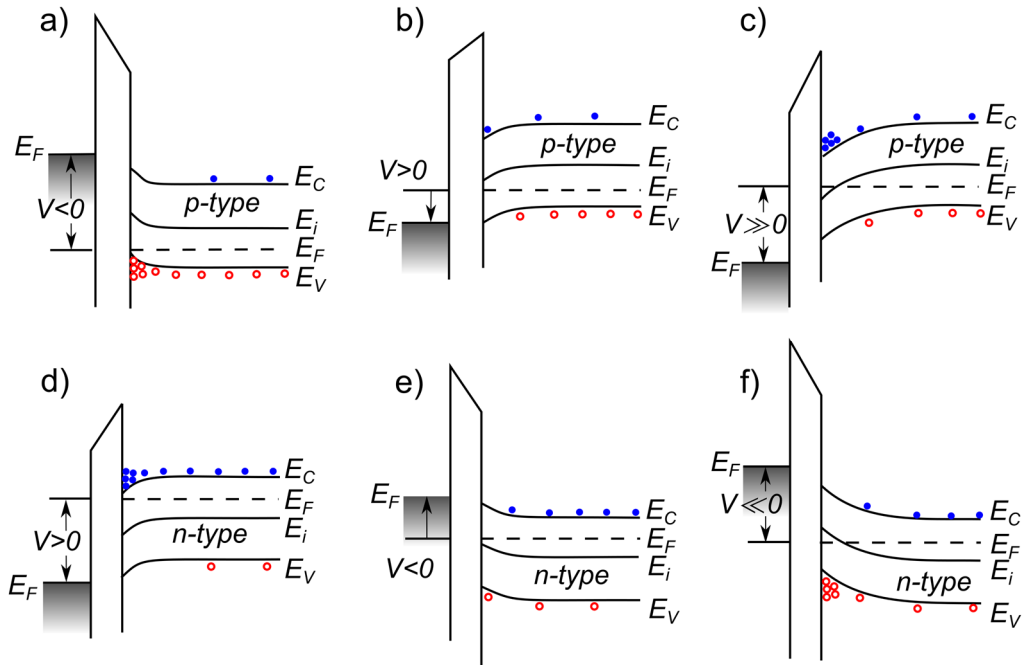 a)
E_F
V<0
p-type
E_C
E_i
E_F
E_V
b)
V>0
E_F
p-type
E_C
E_i
E_F
E_V
c)
V≫0
E_F
p-type
E_C
E_i
E_F
E_V
d)
V>0
E_F
n-type
E_C
E_F
E_i
E_V
e)
E_F
V<0
n-type
E_C
E_F
E_i
E_V
f)
E_F
V≪0
n-type
E_C
E_F
E_i
E_V